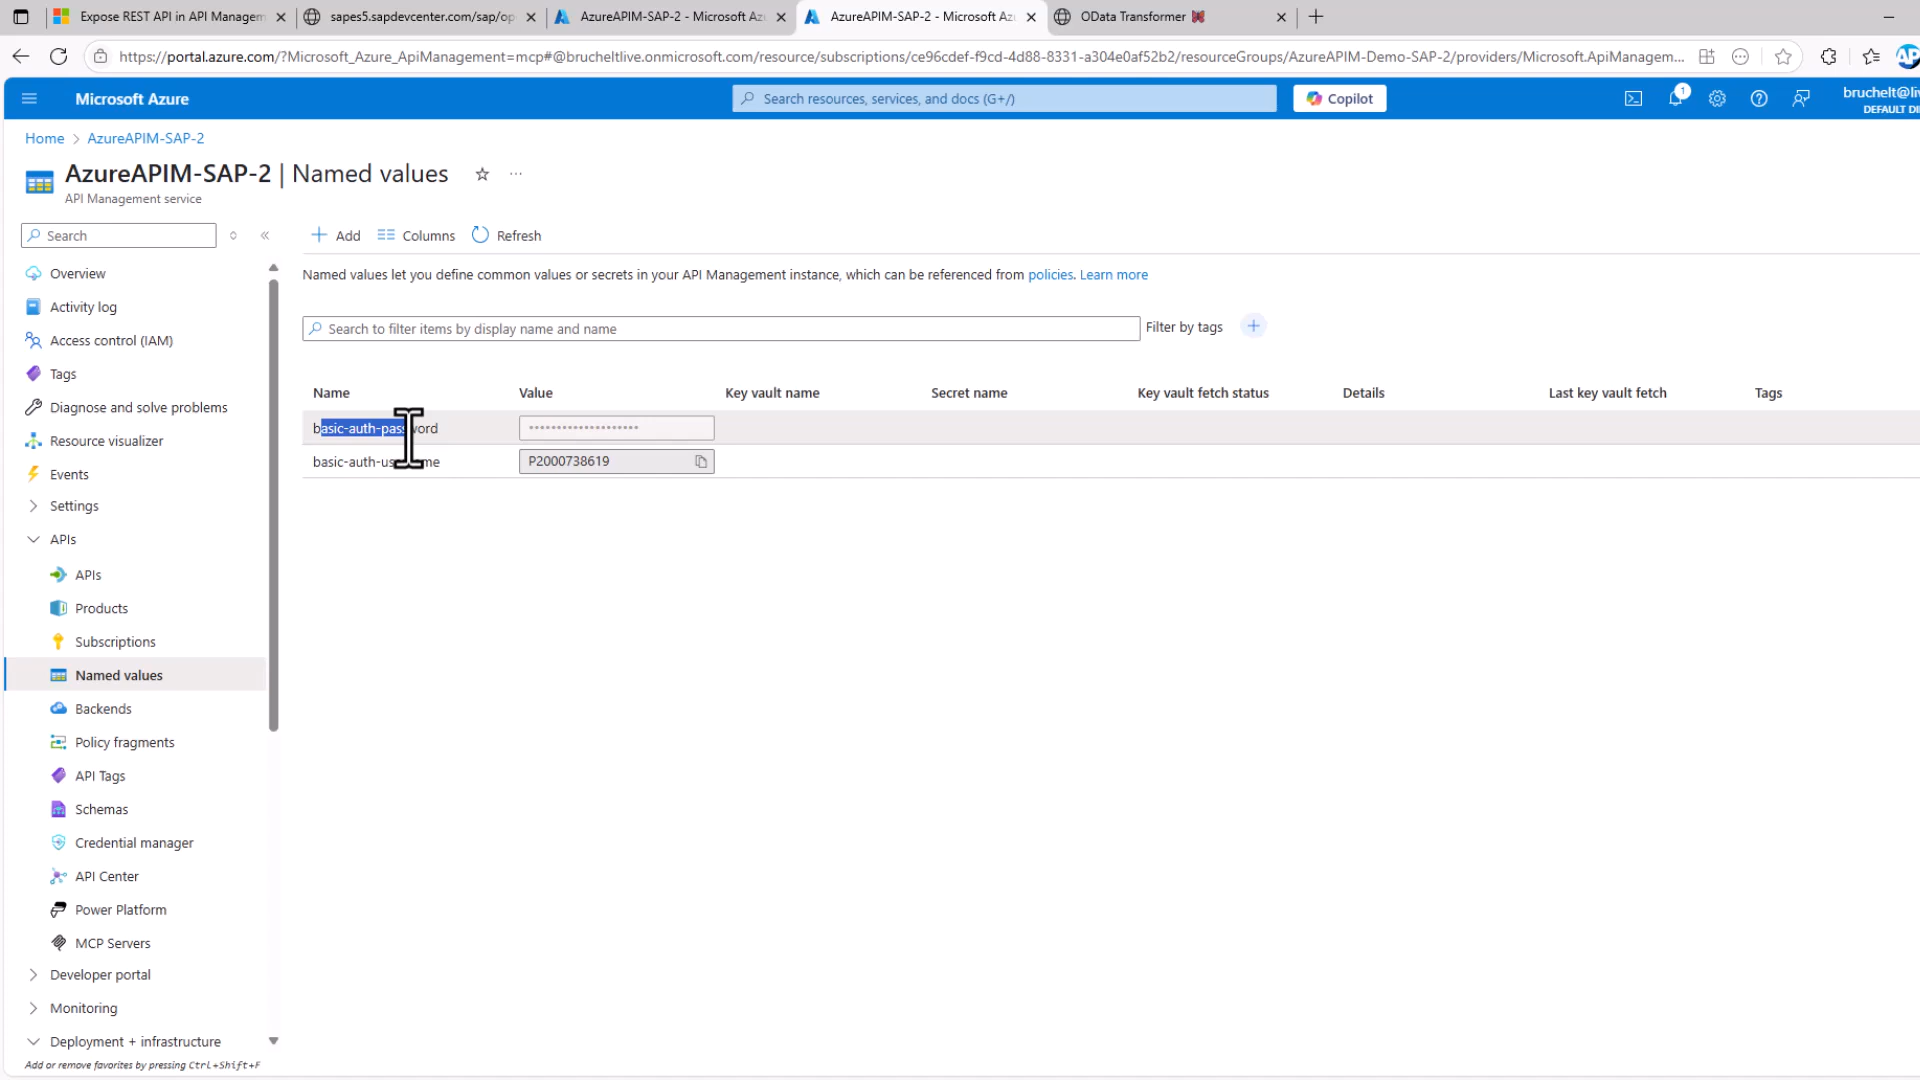 Expose REST API in API Managem
sapes5.sapdevcenter.com/sap/op
AzureAPIM-SAP-2 - Microsoft Az
AzureAPIM-SAP-2 - Microsoft Az
OData Transformer
https://portal.azure.com/?Microsoft_Azure_ApiManagement=mcp#@brucheltlive.onmicrosoft.com/resource/subscriptions/ce96cdef-f9cd-4d88-8331-a304e0af52b2/resourceGroups/AzureAPIM-Demo-SAP-2/providers/Microsoft.ApiManagem...
Microsoft Azure
Search resources, services, and docs (G+/)
Copilot
1
bruchelt@liv
DEFAULT DI
Home > AzureAPIM-SAP-2
AzureAPIM-SAP-2 | Named values
API Management service
Search
Add
Columns
Refresh
Named values let you define common values or secrets in your API Management instance, which can be referenced from policies. Learn more
Search to filter items by display name and name
Filter by tags
Name Value Key vault name Secret name Key vault fetch status Details Last key vault fetch Tags
basic-auth-password ••••••••••••••••••••
P2000738619
Overview
Activity log
Access control (IAM)
Tags
Diagnose and solve problems
Resource visualizer
Events
Settings
APIs
APIs
Products
Subscriptions
Named values
Backends
Policy fragments
API Tags
Schemas
Credential manager
API Center
Power Platform
MCP Servers
Developer portal
Monitoring
Deployment + infrastructure
Add or remove favorites by pressing Ctrl+Shift+F